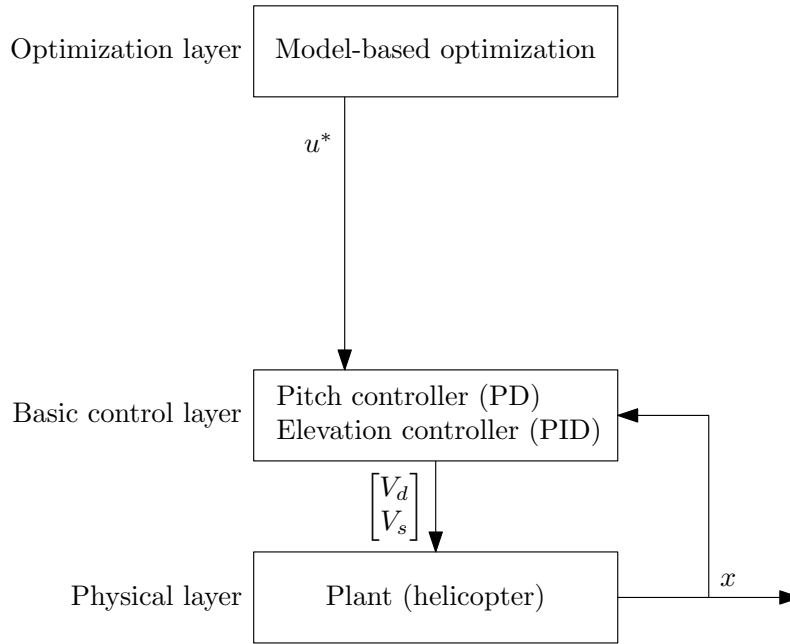 Optimization layer
Model-based optimization
u*
Basic control layer
Pitch controller (PD)
Elevation controller (PID)
[V_d
V_s]
Physical layer
Plant (helicopter)
x